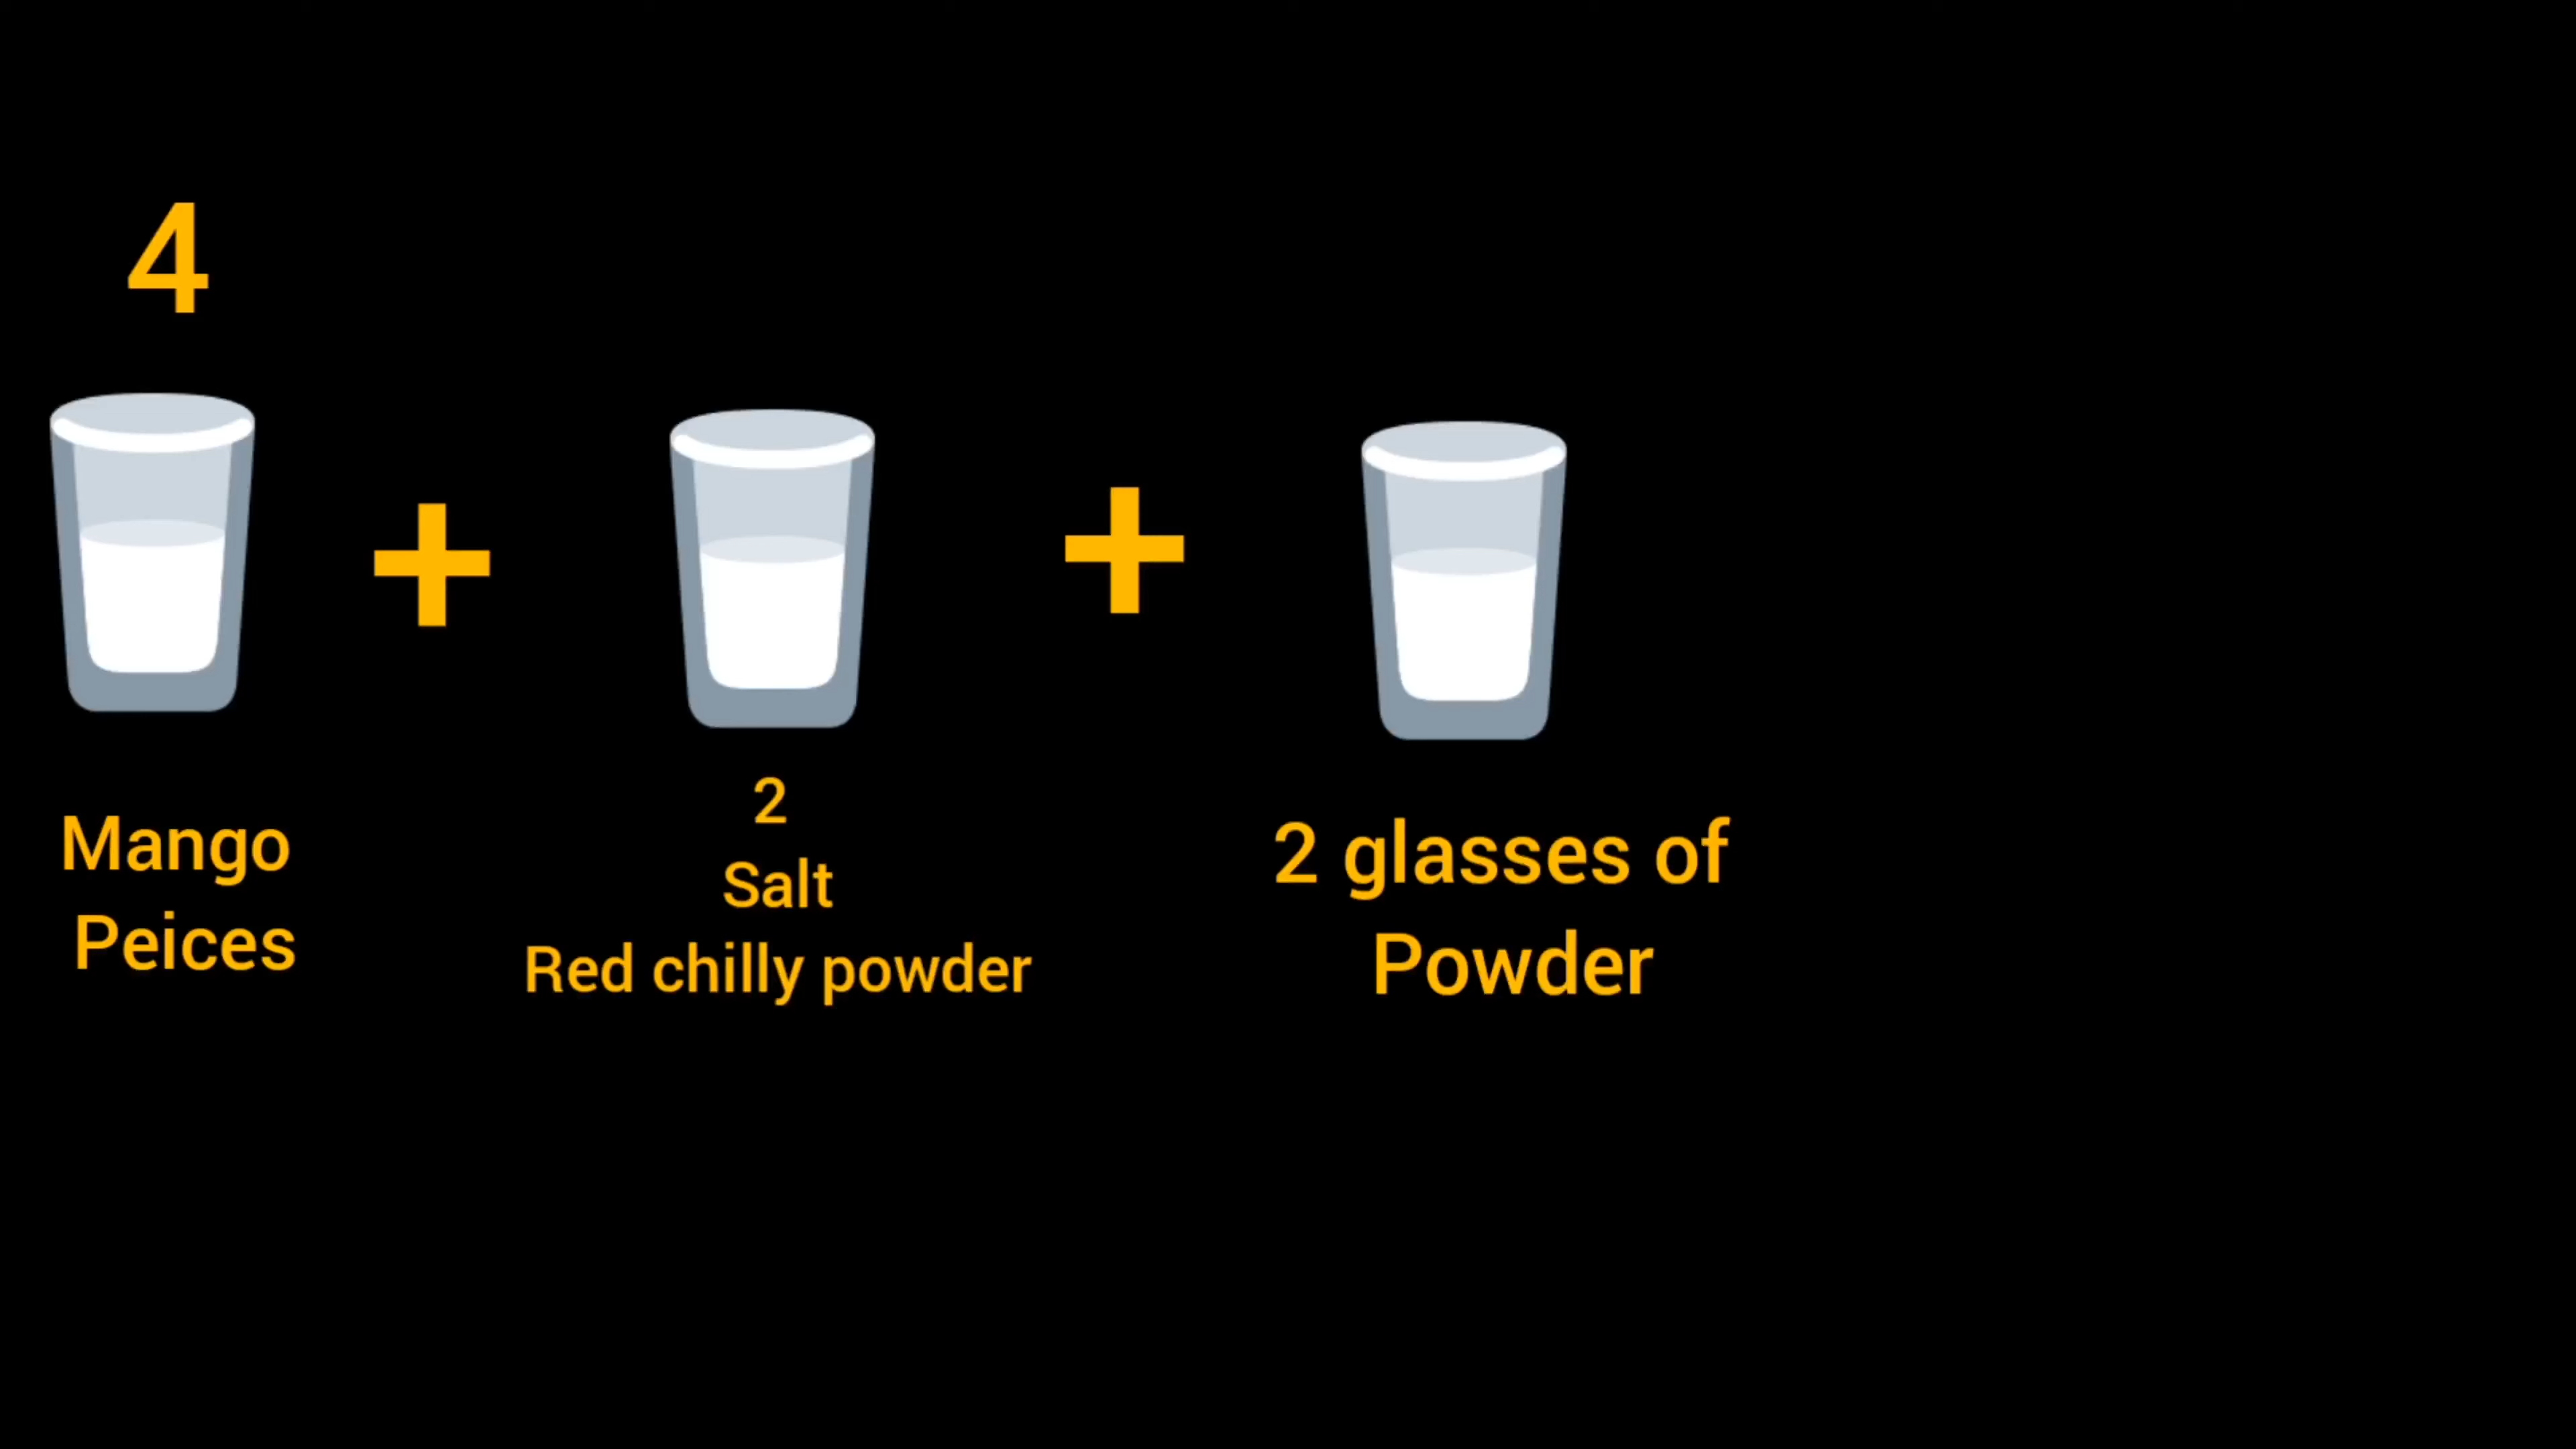 4
+
+
Mango
Peices
2
Salt
Red chilly powder
2 glasses of
Powder